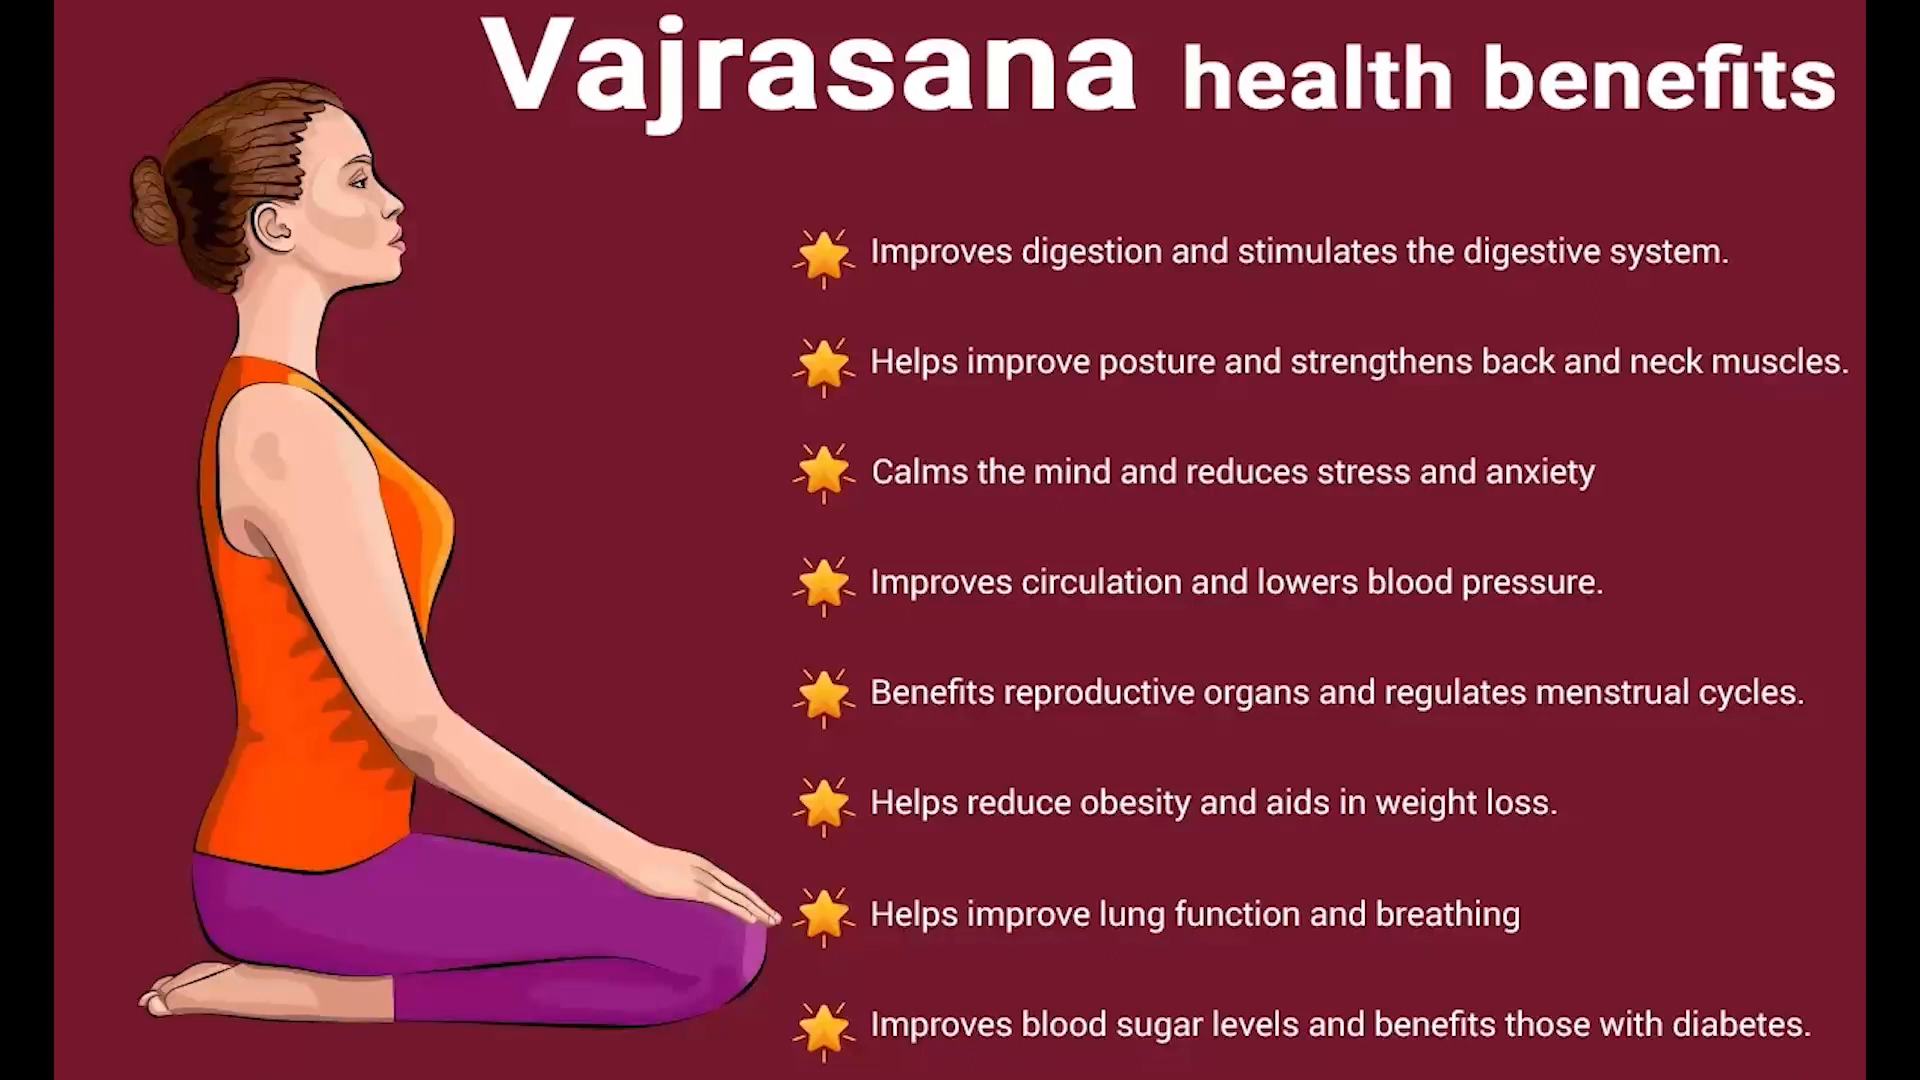 Vajrasana health benefits
Improves digestion and stimulates the digestive system.
Helps improve posture and strengthens back and neck muscles.
Calms the mind and reduces stress and anxiety
Improves circulation and lowers blood pressure.
Benefits reproductive organs and regulates menstrual cycles.
Helps reduce obesity and aids in weight loss.
Helps improve lung function and breathing
Improves blood sugar levels and benefits those with diabetes.